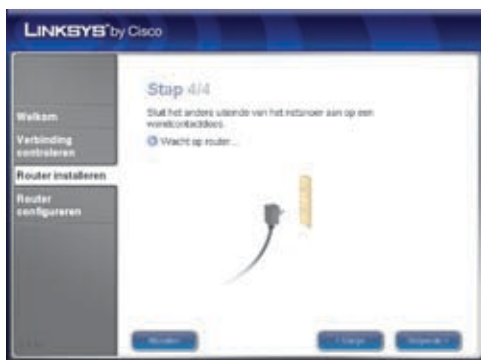 LINKSYS by Cisco
Stap 4/4
Sluit het andere uiteinde van het netsnoer aan op een
wandcontactdoos.
Wacht op router...
Welkom
Verbinding
controleren
Router installeren
Router
configureren